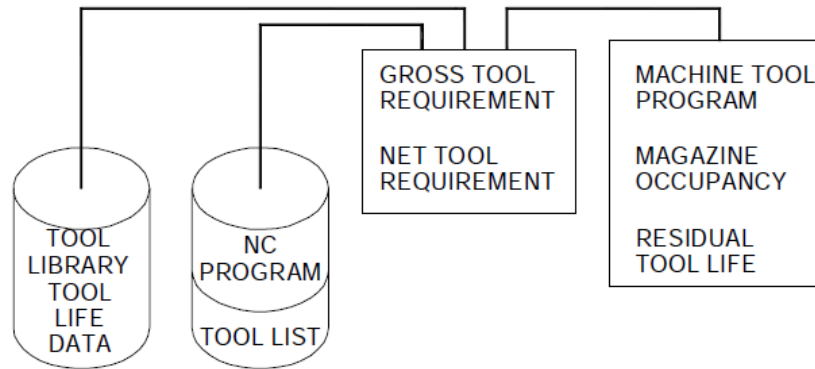 GROSS TOOL
REQUIREMENT
NET TOOL
REQUIREMENT
MACHINE TOOL
PROGRAM
MAGAZINE
OCCUPANCY
RESIDUAL
TOOL LIFE
TOOL
LIBRARY
TOOL
LIFE
DATA
NC
PROGRAM
TOOL LIST